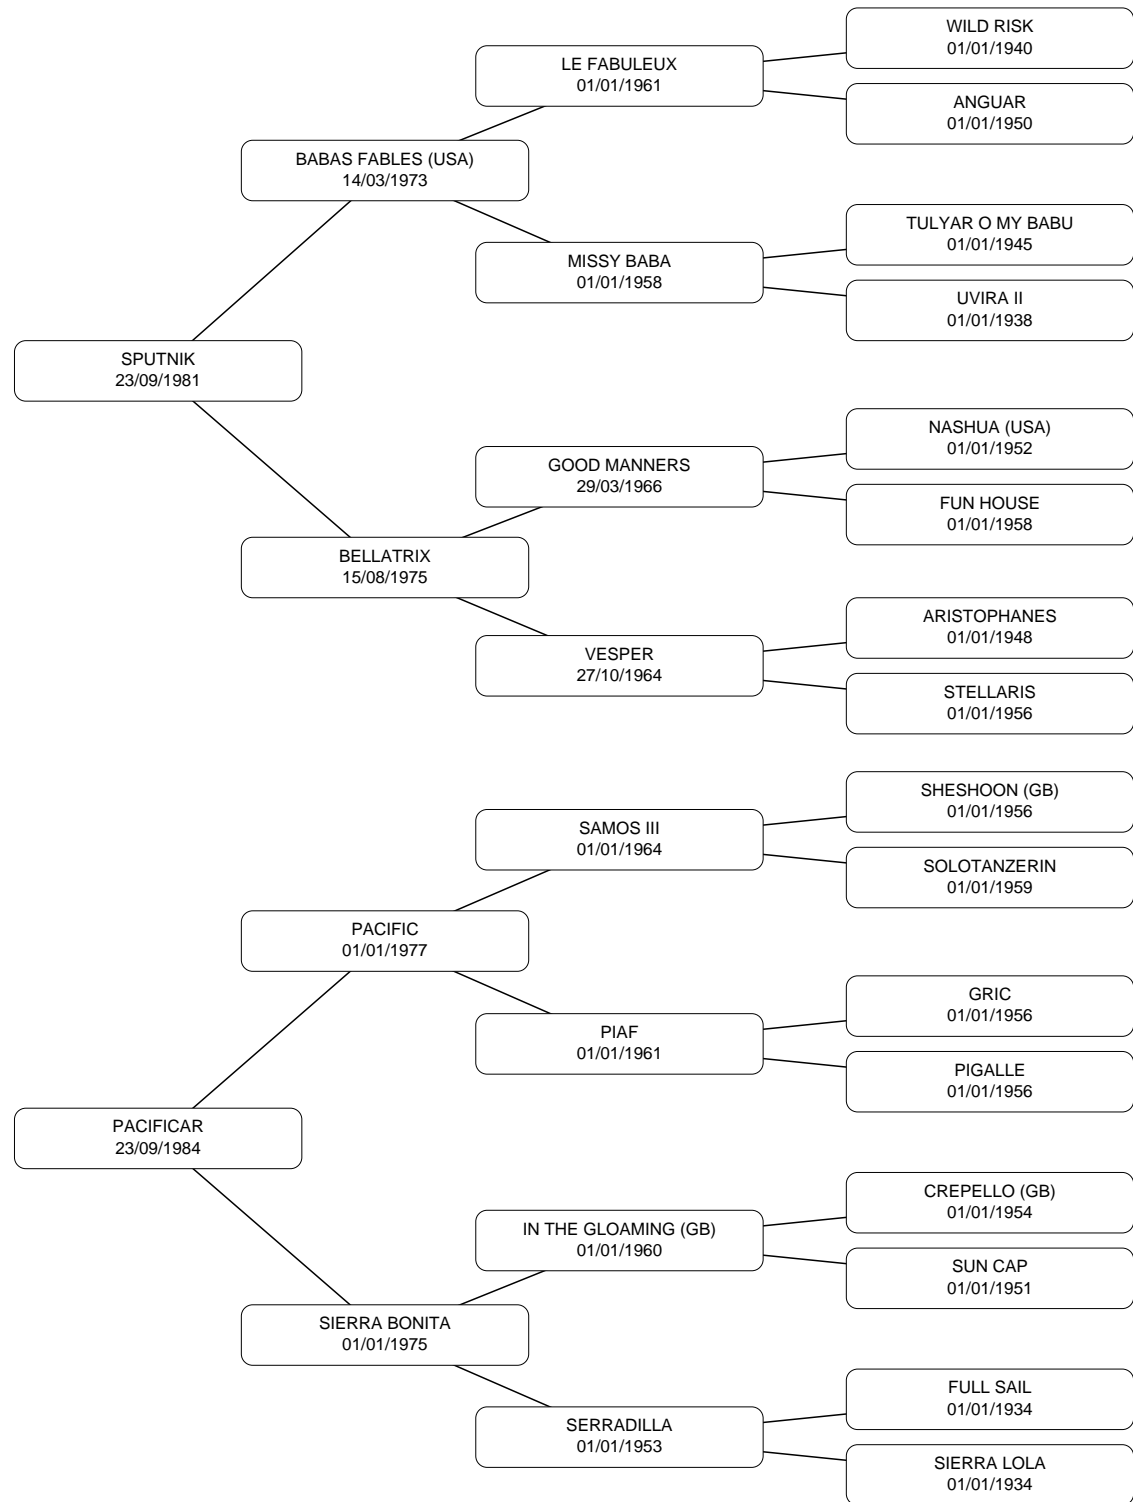 WILD RISK
01/01/1940
LE FABULEUX
01/01/1961
ANGUAR
01/01/1950
BABAS FABLES (USA)
14/03/1973
TULYAR O MY BABU
01/01/1945
MISSY BABA
01/01/1958
UVIRA II
01/01/1938
SPUTNIK
23/09/1981
NASHUA (USA)
01/01/1952
GOOD MANNERS
29/03/1966
FUN HOUSE
01/01/1958
BELLATRIX
15/08/1975
ARISTOPHANES
01/01/1948
VESPER
27/10/1964
STELLARIS
01/01/1956
SHESHOON (GB)
01/01/1956
SAMOS III
01/01/1964
SOLOTANZERIN
01/01/1959
PACIFIC
01/01/1977
GRIC
01/01/1956
PIAF
01/01/1961
PIGALLE
01/01/1956
PACIFICAR
23/09/1984
CREPELLO (GB)
01/01/1954
IN THE GLOAMING (GB)
01/01/1960
SUN CAP
01/01/1951
SIERRA BONITA
01/01/1975
FULL SAIL
01/01/1934
SERRADILLA
01/01/1953
SIERRA LOLA
01/01/1934